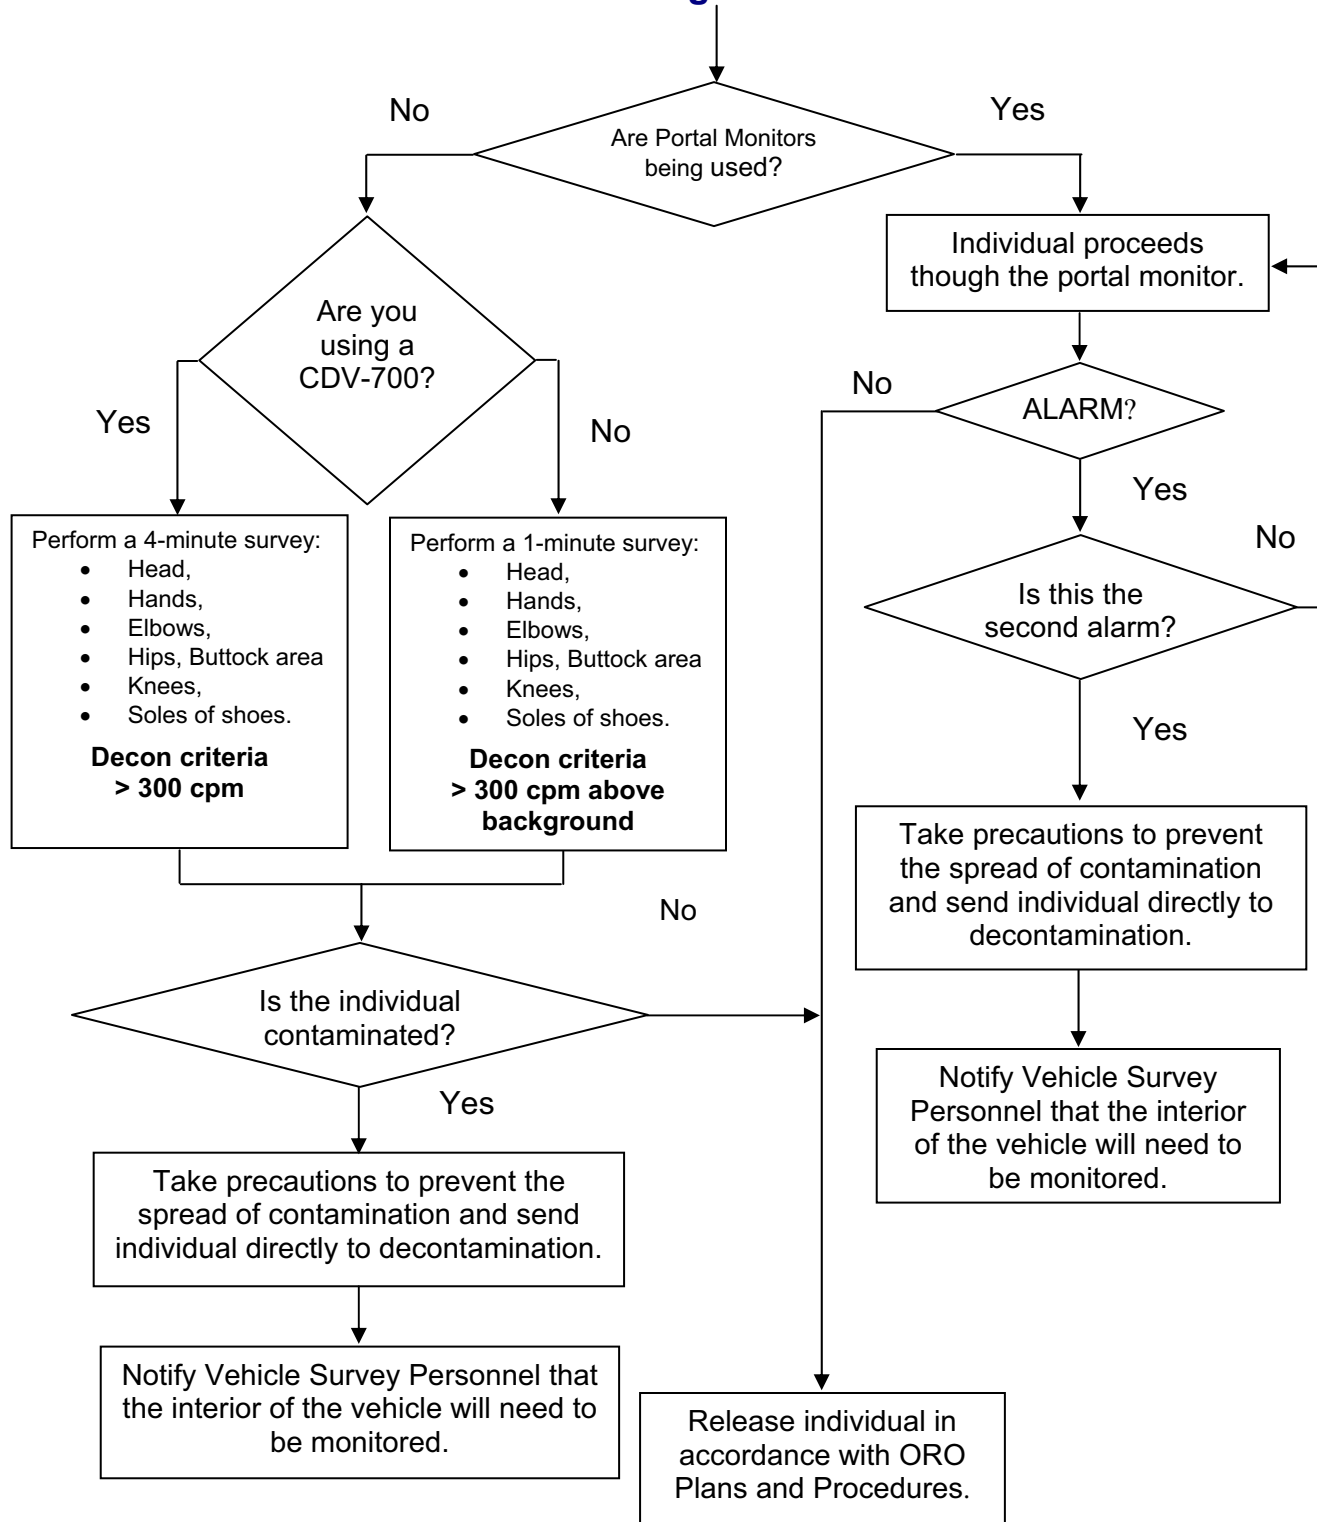 No
Yes
Are Portal Monitors
being used?
Individual proceeds
though the portal monitor.
Are you
using a
CDV-700?
No
ALARM?
Yes
No
Yes
No
Is this the
second alarm?
Perform a 4-minute survey:
• Head,
• Hands,
• Elbows,
• Hips, Buttock area
• Knees,
• Soles of shoes.
Decon criteria
> 300 cpm
Perform a 1-minute survey:
• Head,
• Hands,
• Elbows,
• Hips, Buttock area
• Knees,
• Soles of shoes.
Decon criteria
> 300 cpm above
background
Yes
Take precautions to prevent
the spread of contamination
and send individual directly to
decontamination.
No
Is the individual
contaminated?
Notify Vehicle Survey
Personnel that the interior
of the vehicle will need to
be monitored.
Yes
Take precautions to prevent the
spread of contamination and send
individual directly to decontamination.
Notify Vehicle Survey Personnel that
the interior of the vehicle will need to
be monitored.
Release individual in
accordance with ORO
Plans and Procedures.